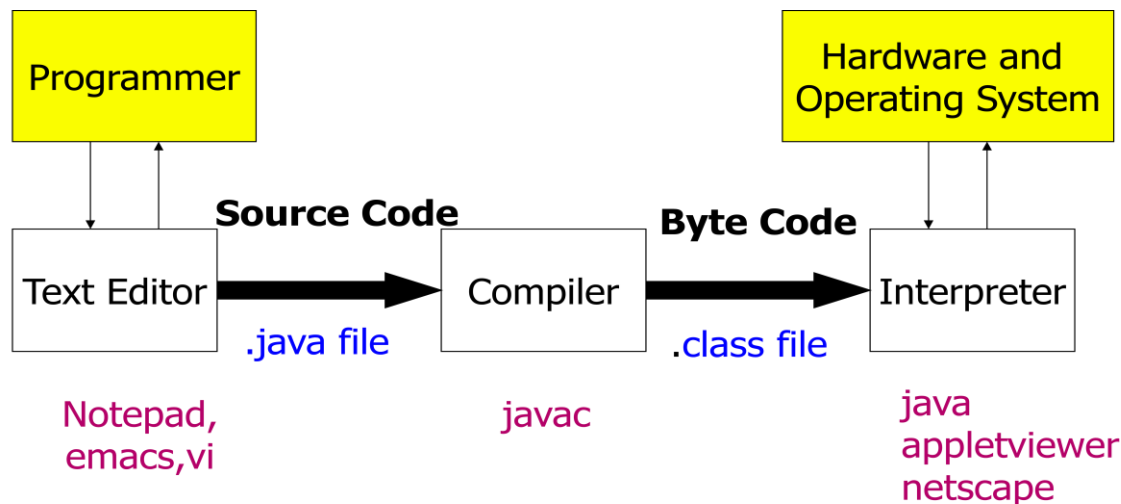 Programmer
Hardware and
Operating System
Source Code
Byte Code
Text Editor
Compiler
Interpreter
.java file
.class file
Notepad,
emacs,vi
javac
java
appletviewer
netscape